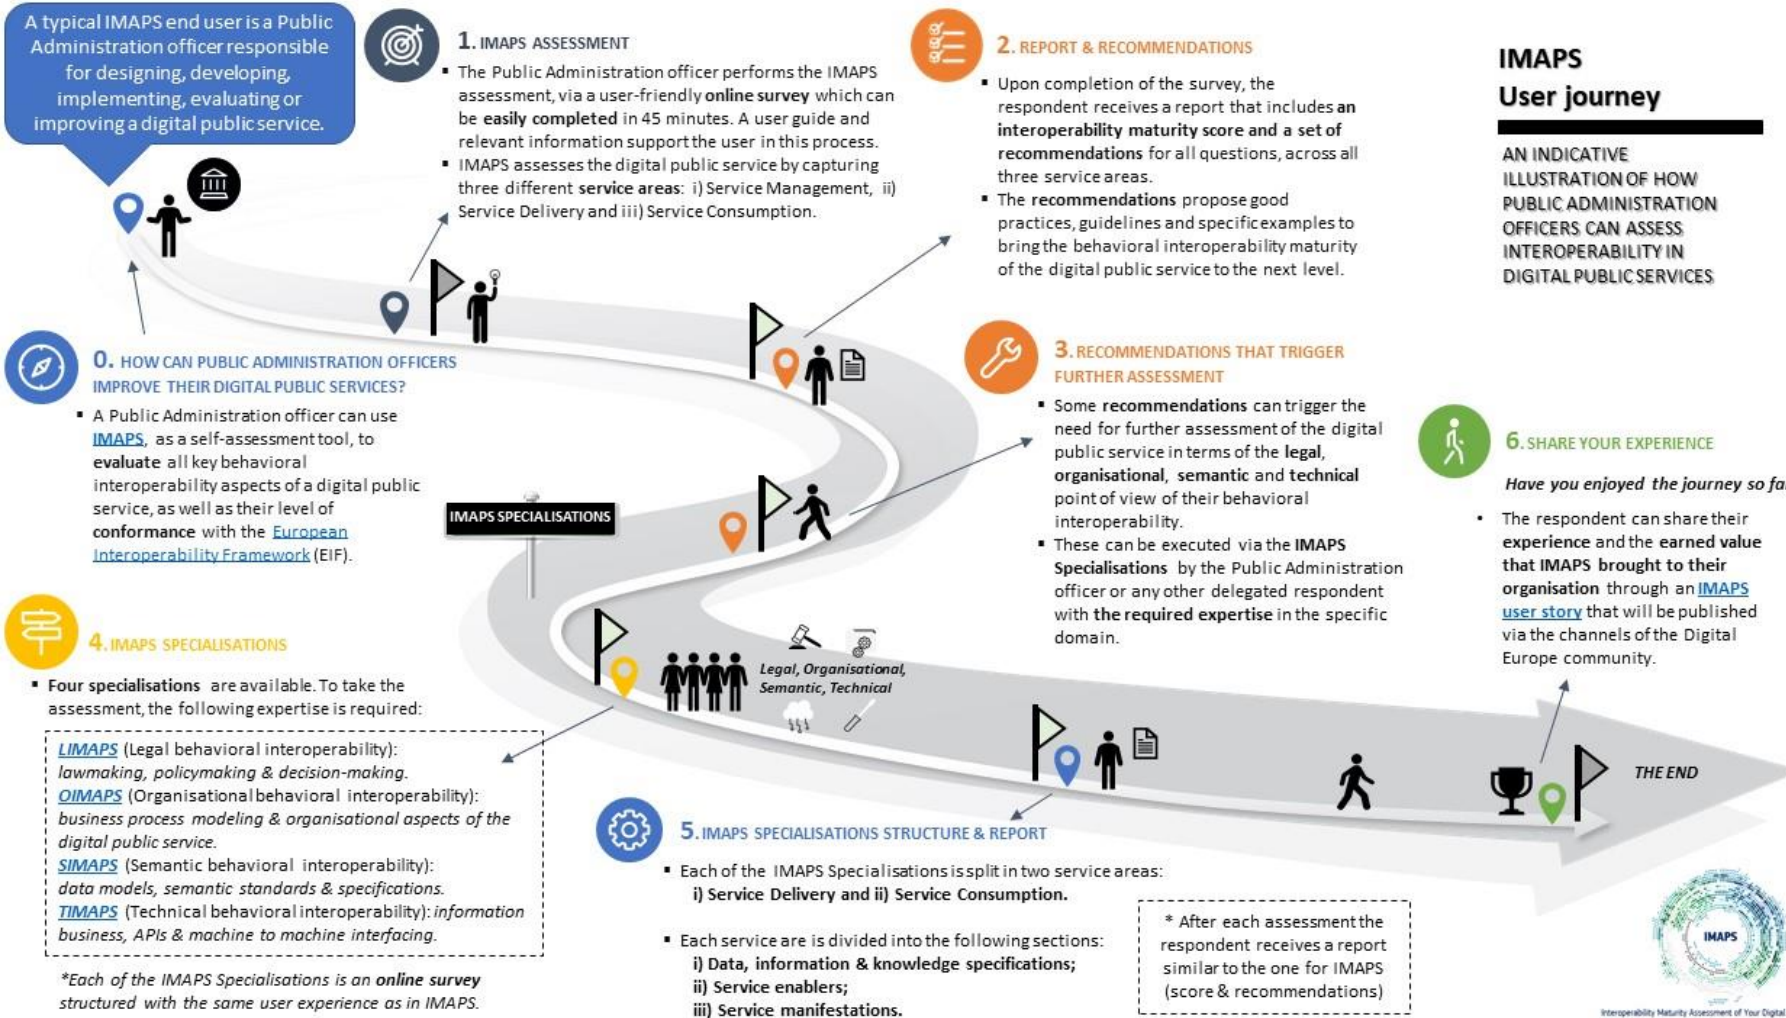 A typical IMAPS end user is a Public
Administration officer responsible
for designing, developing,
implementing, evaluating or
improving a digital public service.
1. IMAPS ASSESSMENT
▪ The Public Administration officer performs the IMAPS
assessment, via a user-friendly online survey which can
be easily completed in 45 minutes. A user guide and
relevant information support the user in this process.
▪ IMAPS assesses the digital public service by capturing
three different service areas: i) Service Management, ii)
Service Delivery and iii) Service Consumption.
2. REPORT & RECOMMENDATIONS
▪ Upon completion of the survey, the
respondent receives a report that includes an
interoperability maturity score and a set of
recommendations for all questions, across all
three service areas.
▪ The recommendations propose good
practices, guidelines and specific examples to
bring the behavioral interoperability maturity
of the digital public service to the next level.
IMAPS
User journey
AN INDICATIVE
ILLUSTRATION OF HOW
PUBLIC ADMINISTRATION
OFFICERS CAN ASSESS
INTEROPERABILITY IN
DIGITAL PUBLIC SERVICES
0. HOW CAN PUBLIC ADMINISTRATION OFFICERS
IMPROVE THEIR DIGITAL PUBLIC SERVICES?
▪ A Public Administration officer can use
IMAPS, as a self-assessment tool, to
evaluate all key behavioral
interoperability aspects of a digital public
service, as well as their level of
conformance with the European
Interoperability Framework (EIF).
3. RECOMMENDATIONS THAT TRIGGER
FURTHER ASSESSMENT
▪ Some recommendations can trigger the
need for further assessment of the digital
public service in terms of the legal,
organisational, semantic and technical
point of view of their behavioral
interoperability.
▪ These can be executed via the IMAPS
Specialisations by the Public Administration
officer or any other delegated respondent
with the required expertise in the specific
domain.
IMAPS SPECIALISATIONS
4. IMAPS SPECIALISATIONS
▪ Four specialisations are available. To take the
assessment, the following expertise is required:
LIMAPS (Legal behavioral interoperability):
lawmaking, policymaking & decision-making.
OIMAPS (Organisational behavioral interoperability):
business process modeling & organisational aspects of the
digital public service.
SIMAPS (Semantic behavioral interoperability):
data models, semantic standards & specifications.
TIMAPS (Technical behavioral interoperability): information
business, APIs & machine to machine interfacing.
*Each of the IMAPS Specialisations is an online survey
structured with the same user experience as in IMAPS.
Legal, Organisational,
Semantic, Technical
5. IMAPS SPECIALISATIONS STRUCTURE & REPORT
▪ Each of the IMAPS Specialisations is split in two service areas:
i) Service Delivery and ii) Service Consumption.
▪ Each service are is divided into the following sections:
i) Data, information & knowledge specifications;
ii) Service enablers;
iii) Service manifestations.
* After each assessment the
respondent receives a report
similar to the one for IMAPS
(score & recommendations)
6. SHARE YOUR EXPERIENCE
Have you enjoyed the journey so fa
• The respondent can share their
experience and the earned value
that IMAPS brought to their
organisation through an IMAPS
user story that will be published
via the channels of the Digital
Europe community.
THE END
IMAPS
Interoperability Maturity Assessment of Your Digital